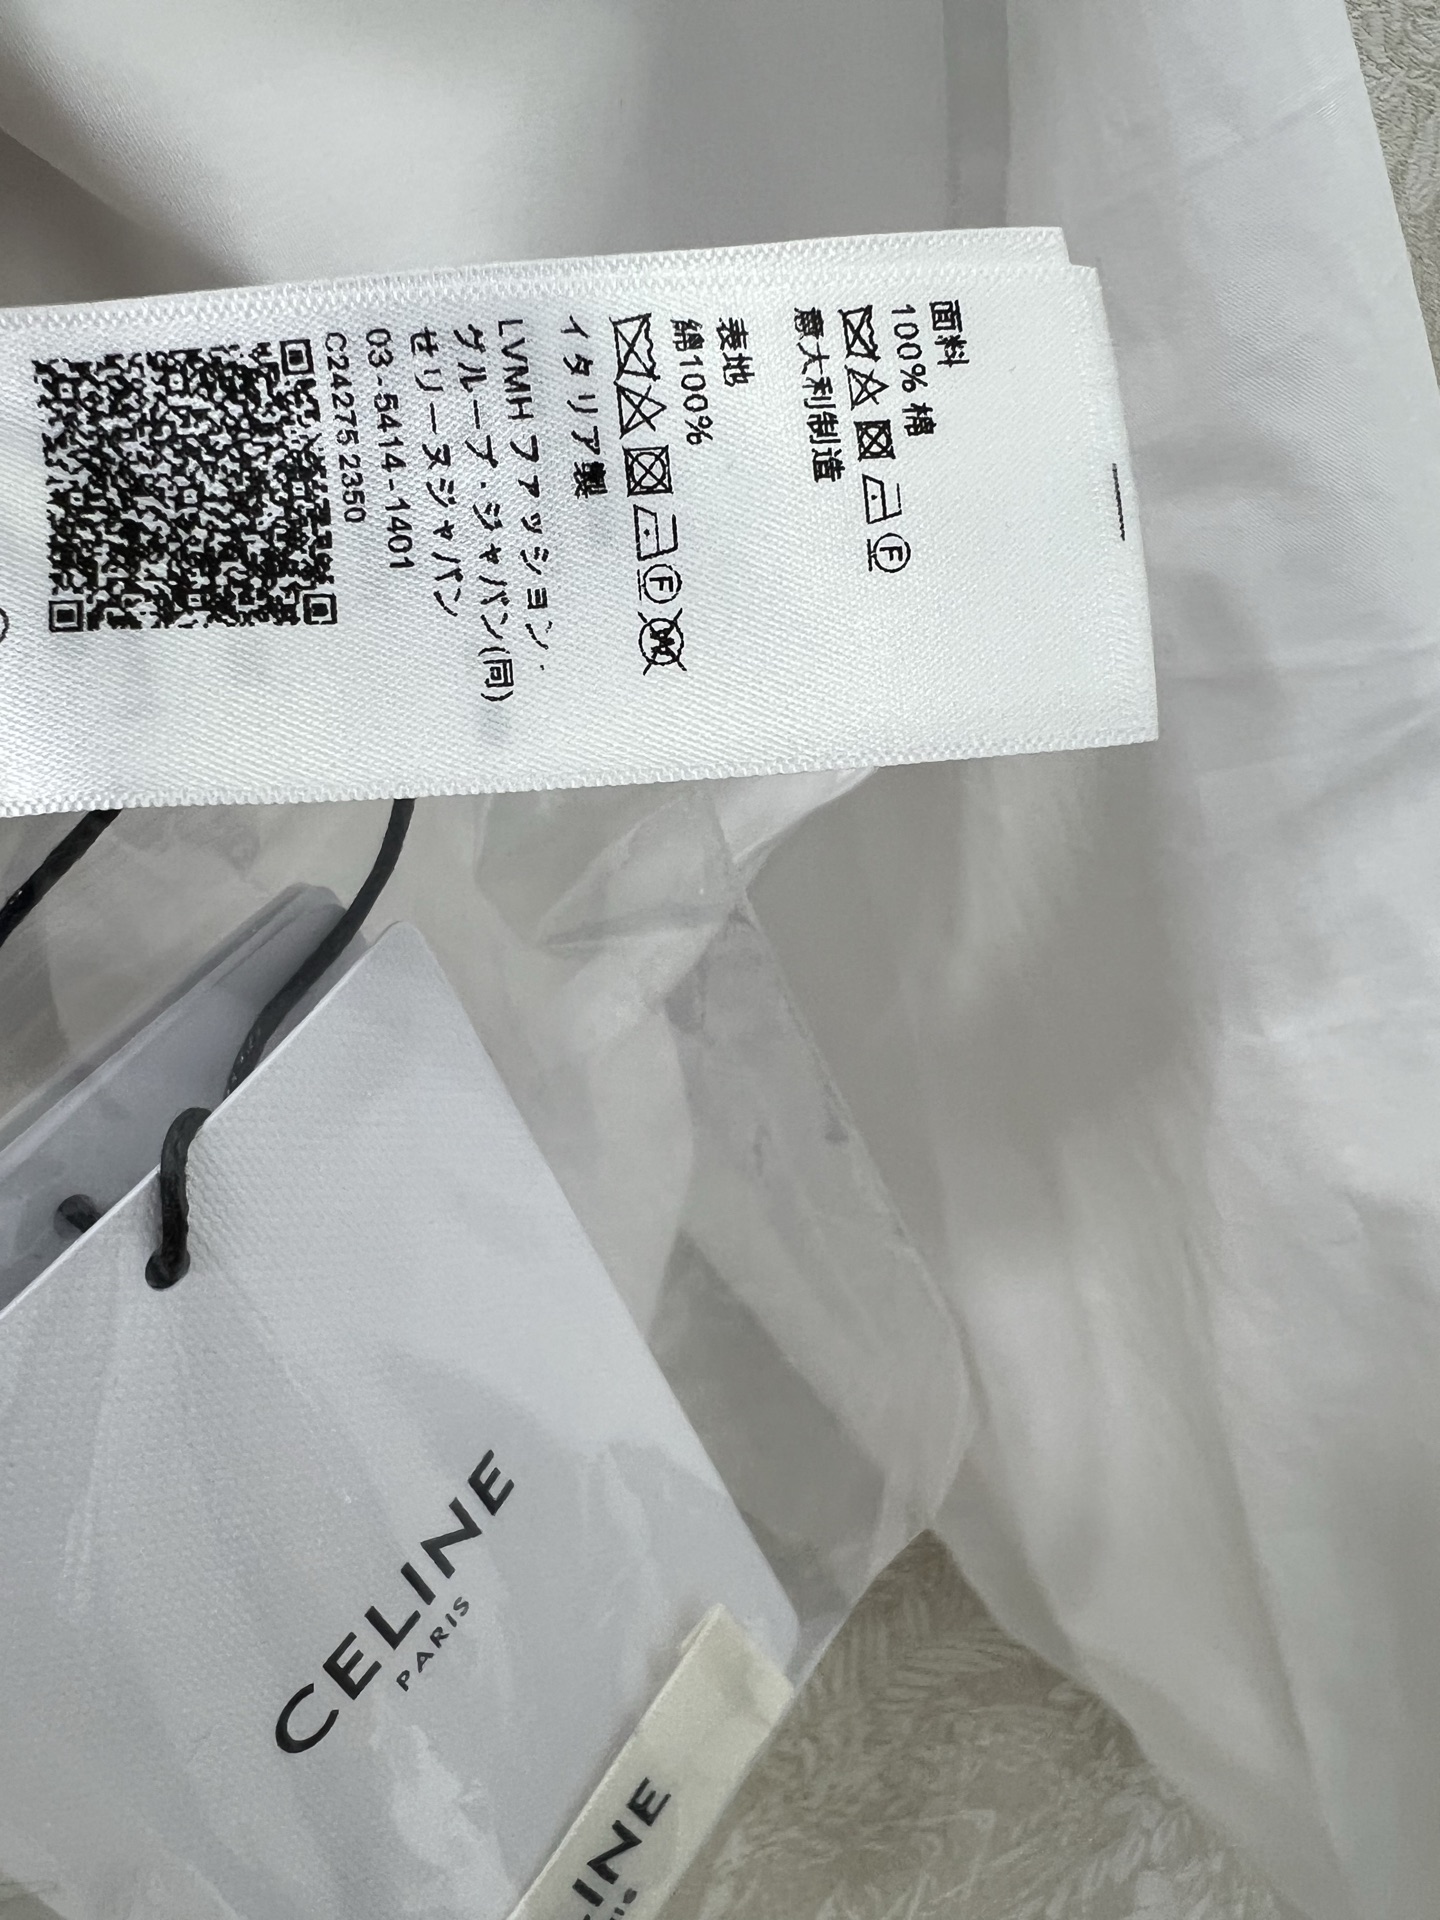 面料
100% 棉
意大利制造
表地
綿100%
イタリア製
LVMH ファッション・
グループ・ジャパン(同)
セリーヌジャパン
03-5414-1401
C24275 2350
CELINE
PARIS